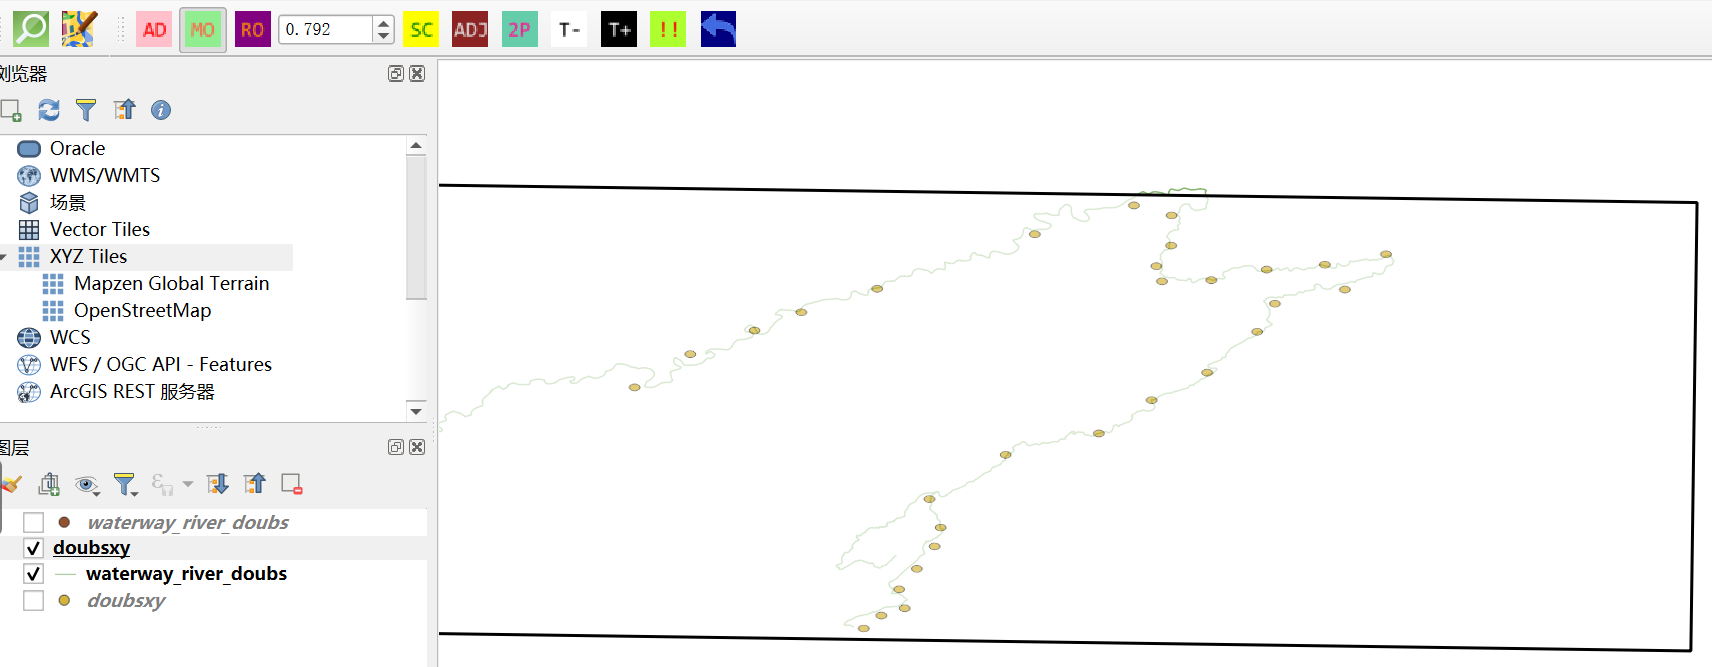 AD MO RO 0.792 SC ADJ 2P T- T+ !!
浏览器
Oracle
WMS/WMTS
场景
Vector Tiles
XYZ Tiles
Mapzen Global Terrain
OpenStreetMap
WCS
WFS / OGC API - Features
ArcGIS REST 服务器
图层
waterway_river_doubs
doubsxy
waterway_river_doubs
doubsxy